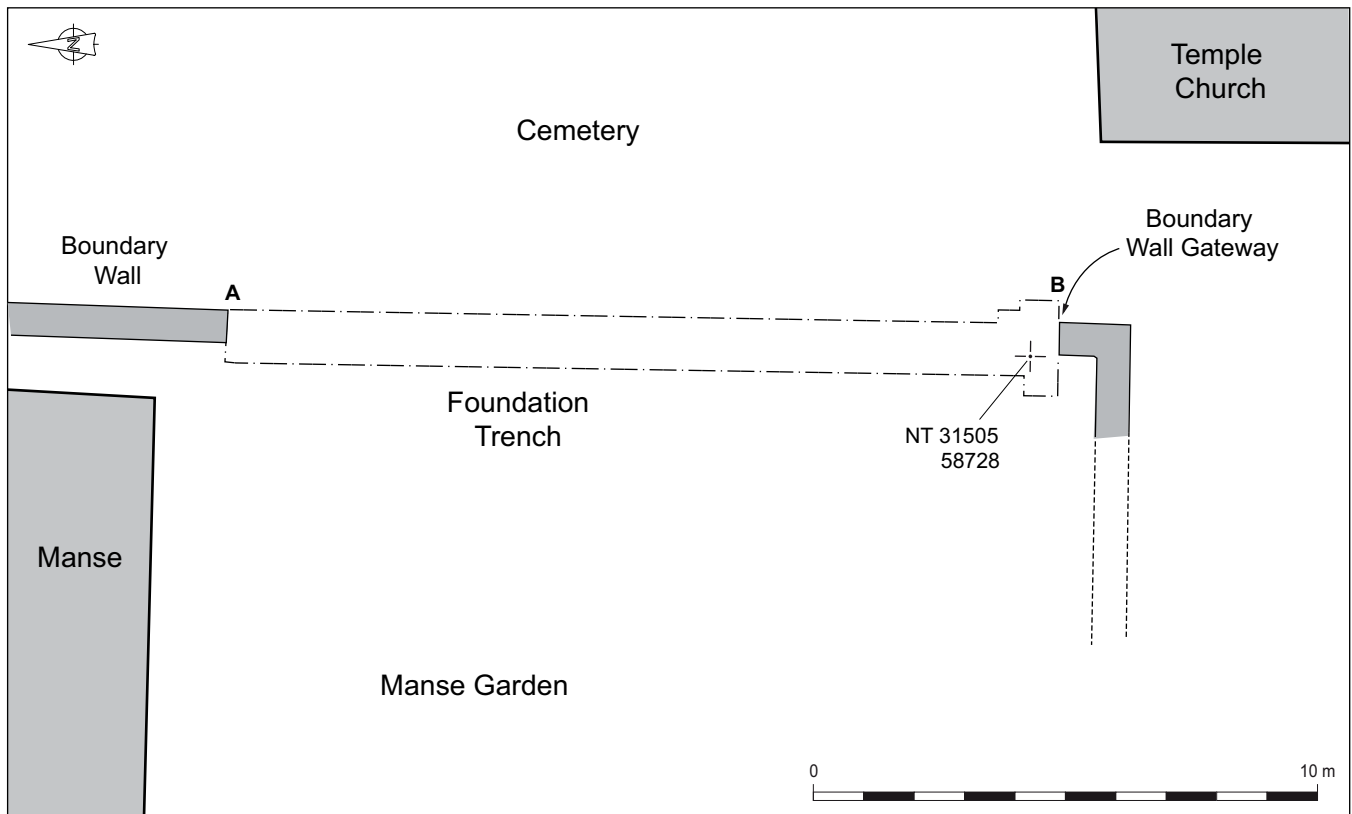 N
Temple
Church
Cemetery
Boundary
Wall
A
B
Boundary
Wall Gateway
Foundation
Trench
NT 31505
58728
Manse
Manse Garden
0
10 m